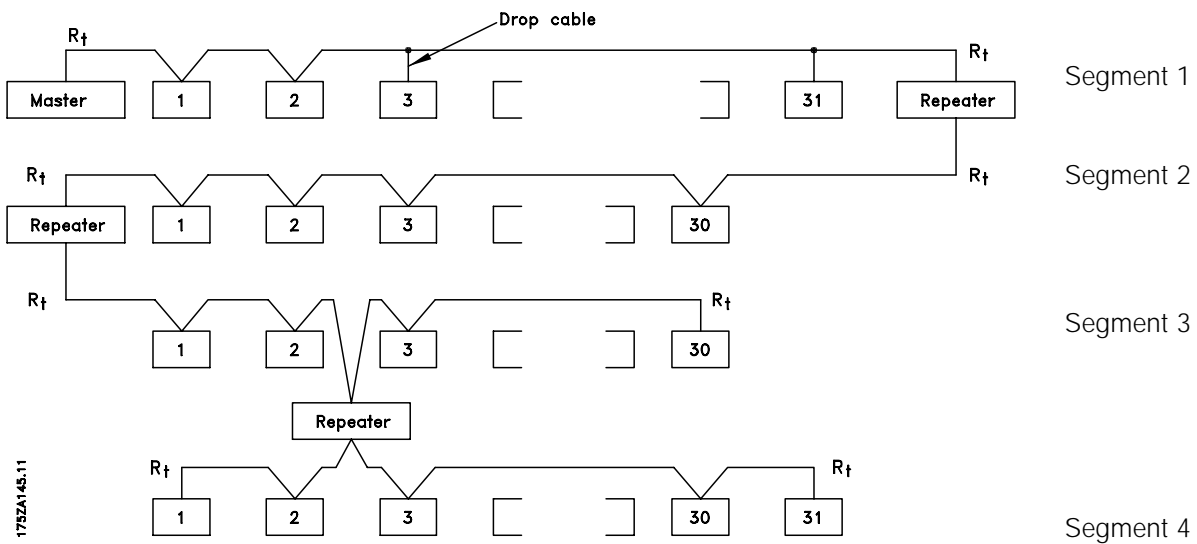 Drop cable
Rt Rt
Master 1 2 3 31 Repeater Segment 1
Rt Rt Segment 2
Repeater 1 2 3 30
Rt Rt
1 2 3 30 Segment 3
Repeater
Rt Rt
1 2 3 30 31 Segment 4
175ZA145.11